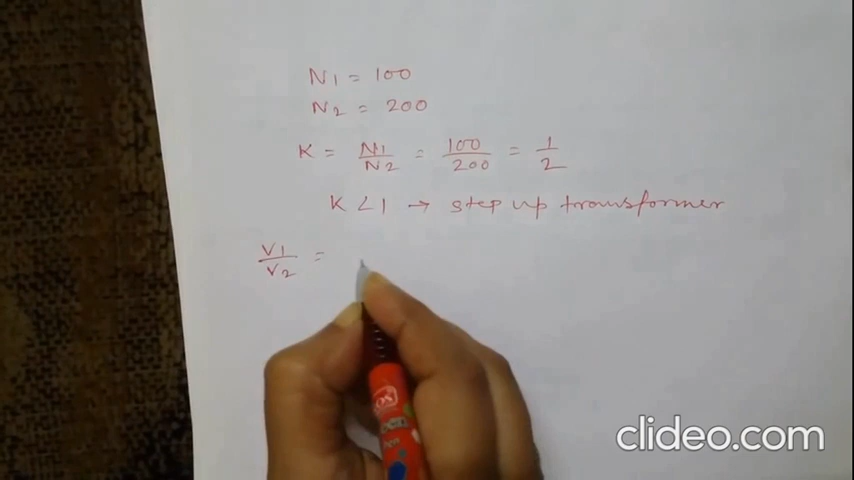 N1 = 100
N2 = 200
K = N1/N2 = 100/200 = 1/2
K < 1 → step up transformer
V1/V2 =
clideo.com